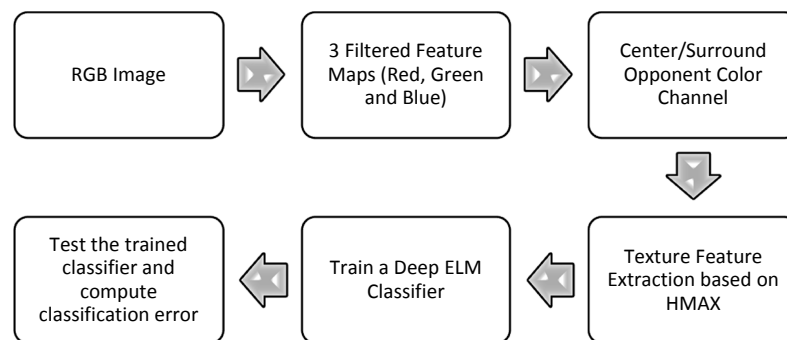 RGB Image
3 Filtered Feature
Maps (Red, Green
and Blue)
Center/Surround
Opponent Color
Channel
Texture Feature
Extraction based on
HMAX
Train a Deep ELM
Classifier
Test the trained
classifier and
compute
classification error